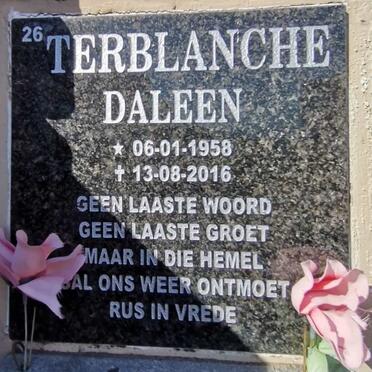 26
TERBLANCHE
DALEEN
★ 06-01-1958
✝ 13-08-2016
GEEN LAASTE WOORD
GEEN LAASTE GROET
MAAR IN DIE HEMEL
SAL ONS WEER ONTMOET
RUS IN VREDE